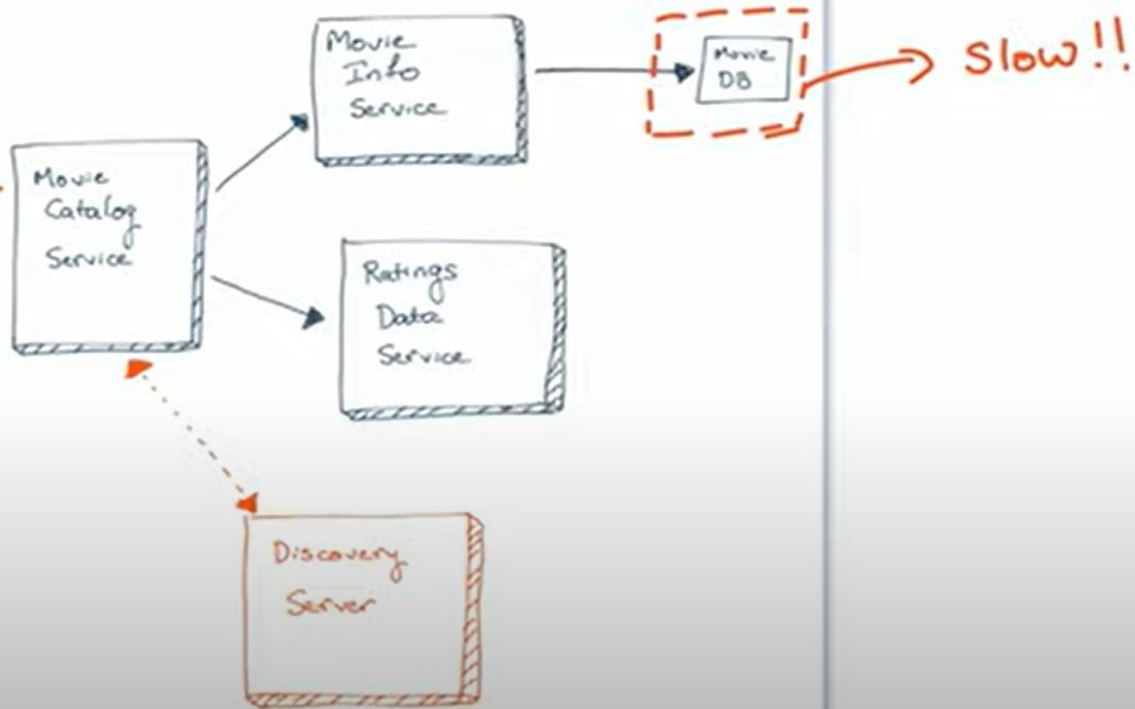 Movie
Info
Service
Movie
DB
Slow!!
Movie
Catalog
Service
Ratings
Data
Service
Discovery
Server